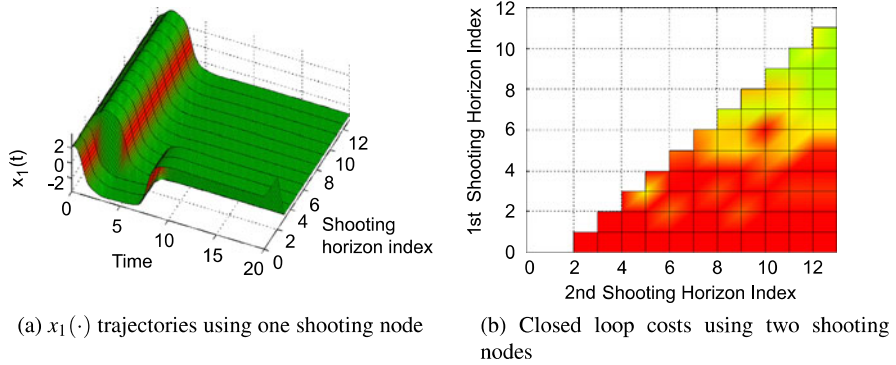 2
0
-2
x1(t)
0
5
10
15
20
Time
0
2
4
6
8
10
12
Shooting
horizon index
(a) x1(·) trajectories using one shooting node
12
10
8
6
4
2
0
1st Shooting Horizon Index
0 2 4 6 8 10 12
2nd Shooting Horizon Index
(b) Closed loop costs using two shooting
nodes